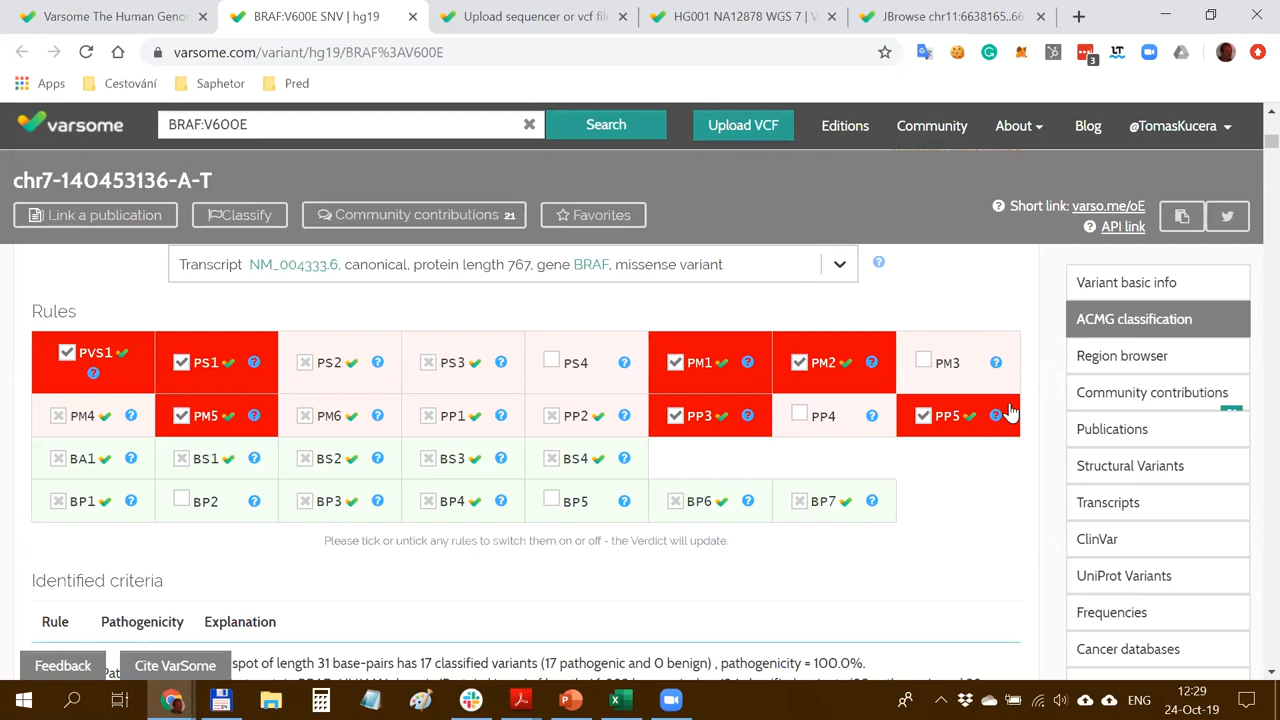 Varsome The Human Genom
BRAF:V600E SNV | hg19
Upload sequencer or vcf file
HG001 NA12878 WGS 7 | V
JBrowse chr11:6638165..66
varsome.com/variant/hg19/BRAF%3AV600E
3
Apps
Cestování
Saphetor
Pred
varsome
BRAF:V600E
Search
Upload VCF
Editions
Community
About
Blog
@TomasKucera
chr7-140453136-A-T
Link a publication
Classify
Community contributions 21
Favorites
Short link: varso.me/oE
API link
Transcript NM_004333.6, canonical, protein length 767, gene BRAF, missense variant
Rules
PVS1 PS1 PS2 PS3 PS4 PM1 PM2 PM3
PM4 PM5 PM6 PP1 PP2 PP3 PP4 PP5
BA1 BS1 BS2 BS3 BS4
BP1 BP2 BP3 BP4 BP5 BP6 BP7
Please tick or untick any rules to switch them on or off - the Verdict will update.
Identified criteria
Rule Pathogenicity Explanation
spot of length 31 base-pairs has 17 classified variants (17 pathogenic and 0 benign) , pathogenicity = 100.0%.
Feedback
Cite VarSome
Variant basic info
ACMG classification
Region browser
Community contributions
Publications
Structural Variants
Transcripts
ClinVar
UniProt Variants
Frequencies
Cancer databases
ENG
12:29
24-Oct-19